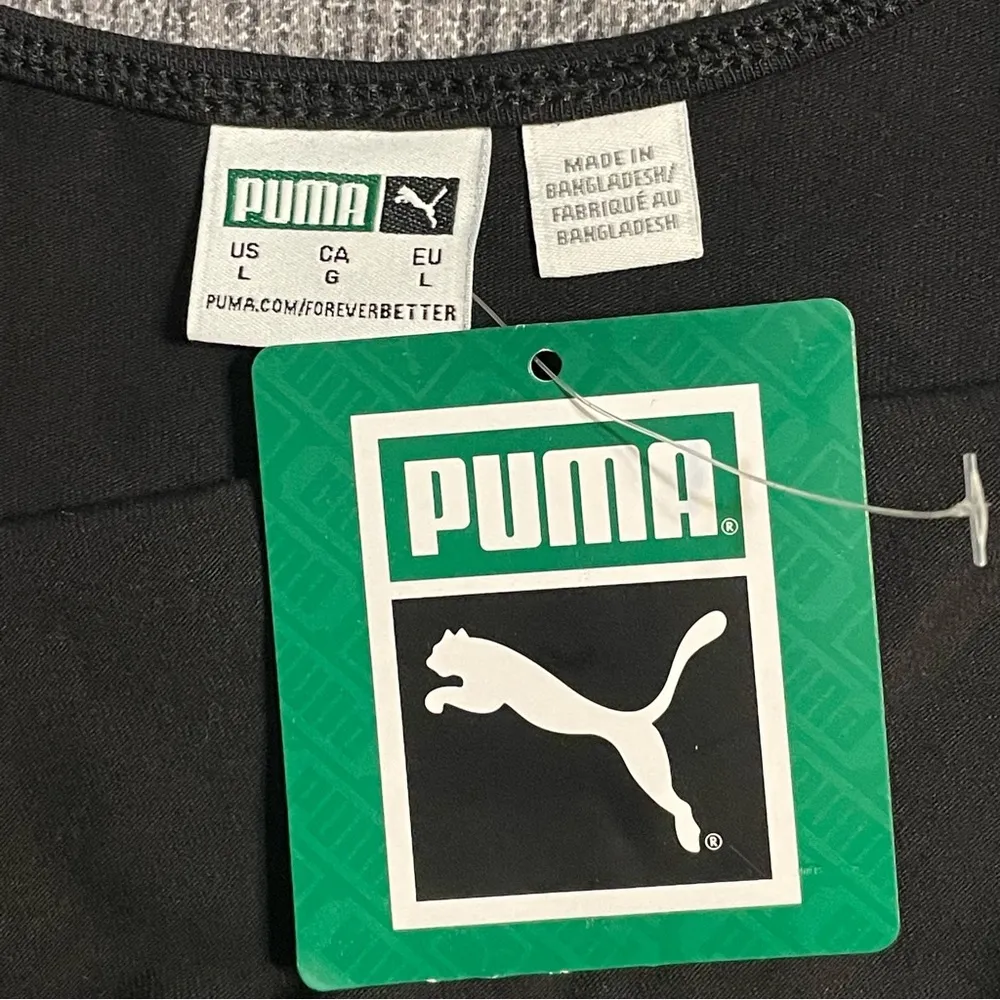 PUMA
US CA EU
L G L
PUMA.COM/FOREVERBETTER
MADE IN
BANGLADESH/
FABRIQUÉ AU
BANGLADESH
PUMA®
®